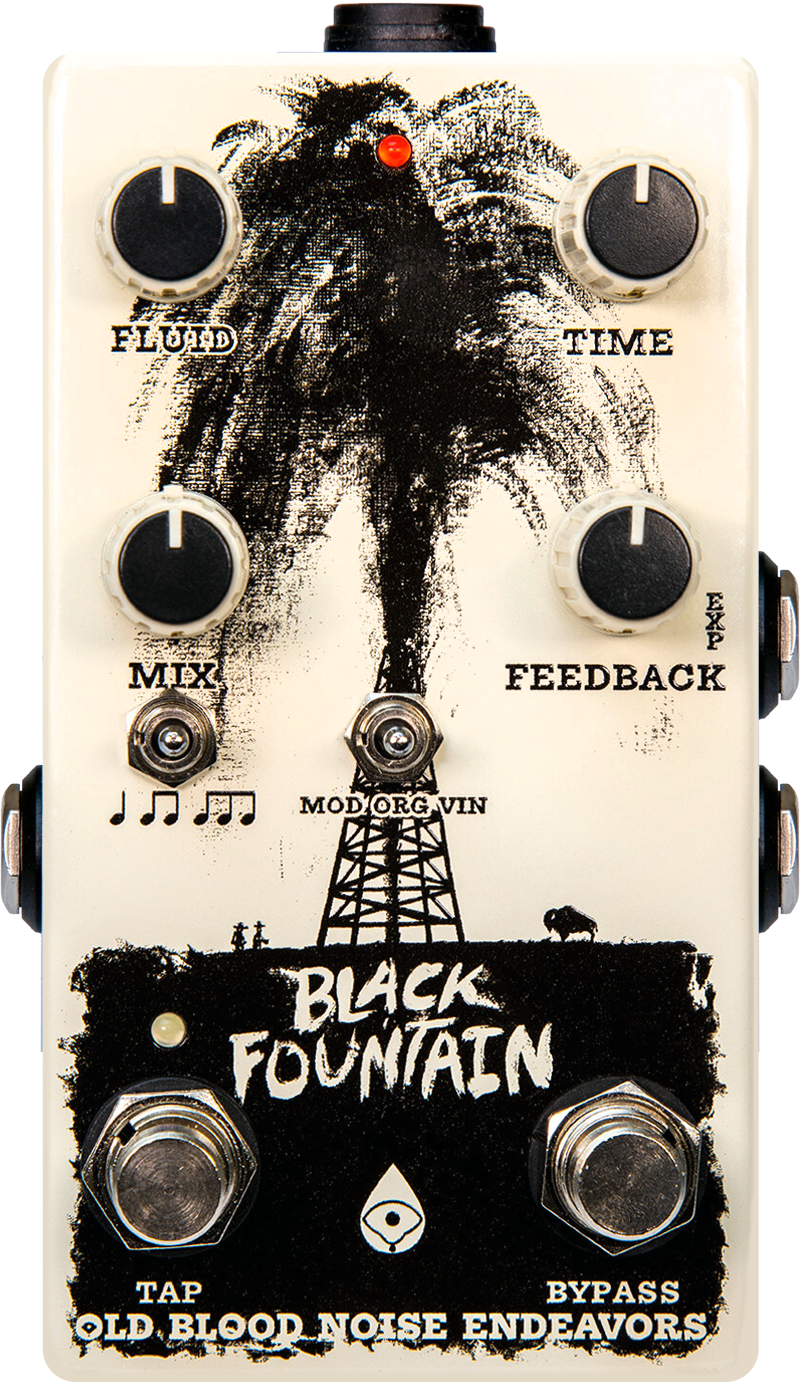 FLUID
TIME
MIX
FEEDBACK
EXP
MOD ORG VIN
BLACK
FOUNTAIN
TAP
BYPASS
OLD BLOOD NOISE ENDEAVORS